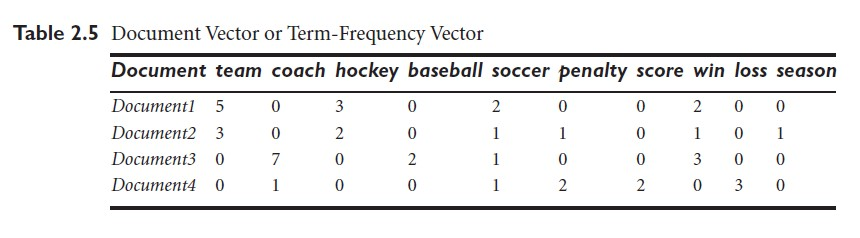 Table 2.5 Document Vector or Term-Frequency Vector
Document team coach hockey baseball soccer penalty score win loss season
Document1 5 0 3 0 2 0 0 2 0 0
Document2 3 0 2 0 1 1 0 1 0 1
Document3 0 7 0 2 1 0 0 3 0 0
Document4 0 1 0 0 1 2 2 0 3 0